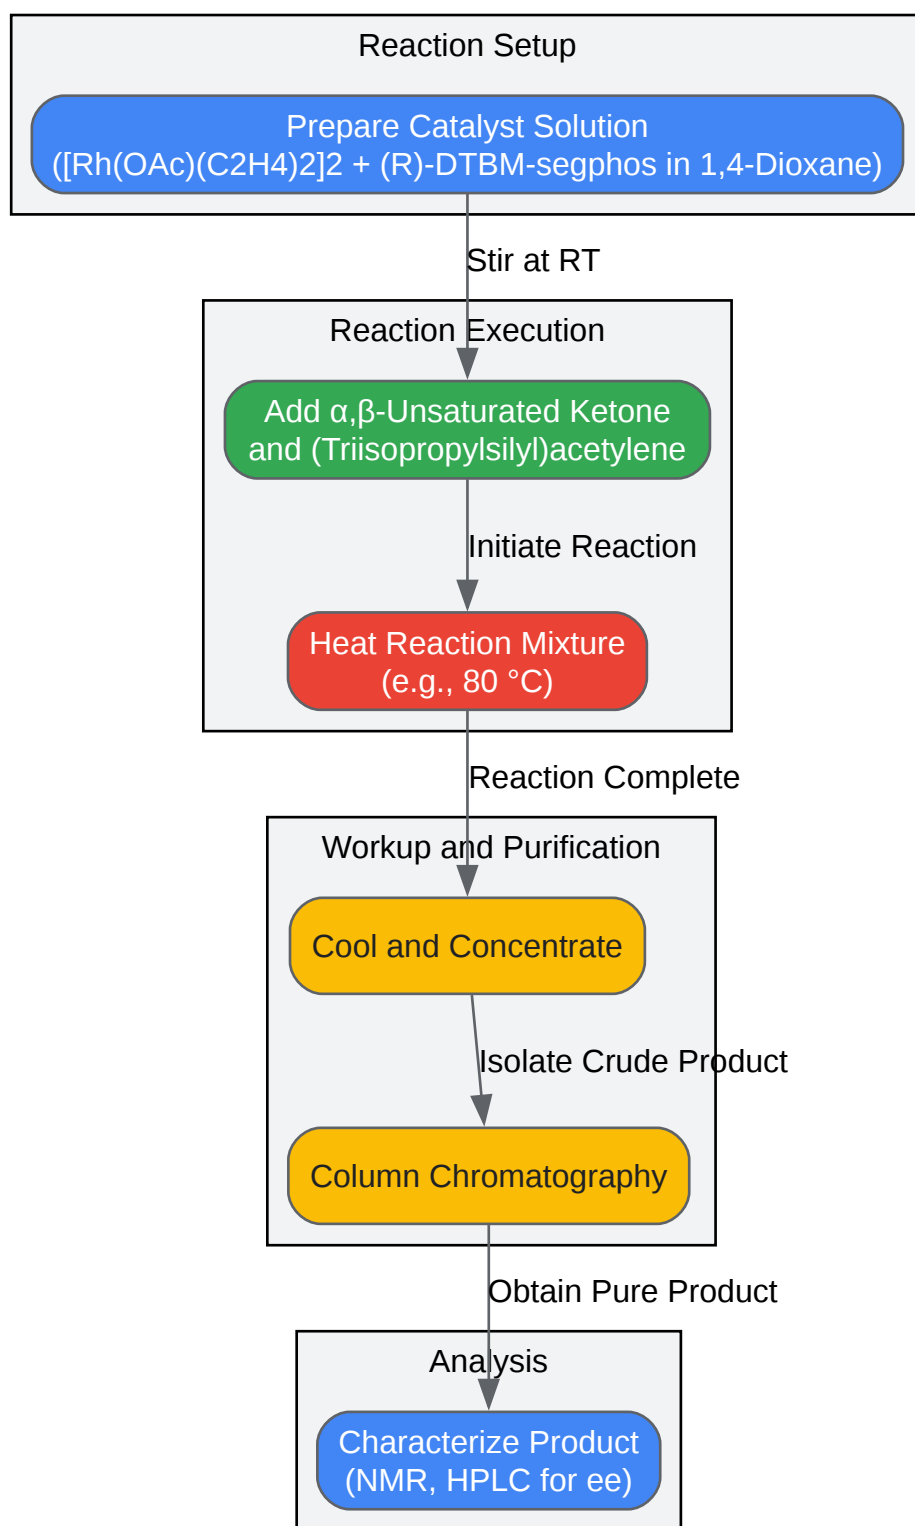 Reaction Setup
Prepare Catalyst Solution
([Rh(OAc)(C2H4)2]2 + (R)-DTBM-segphos in 1,4-Dioxane)
Stir at RT
Reaction Execution
Add α,β-Unsaturated Ketone
and (Triisopropylsilyl)acetylene
Initiate Reaction
Heat Reaction Mixture
(e.g., 80 °C)
Reaction Complete
Workup and Purification
Cool and Concentrate
Isolate Crude Product
Column Chromatography
Obtain Pure Product
Analysis
Characterize Product
(NMR, HPLC for ee)